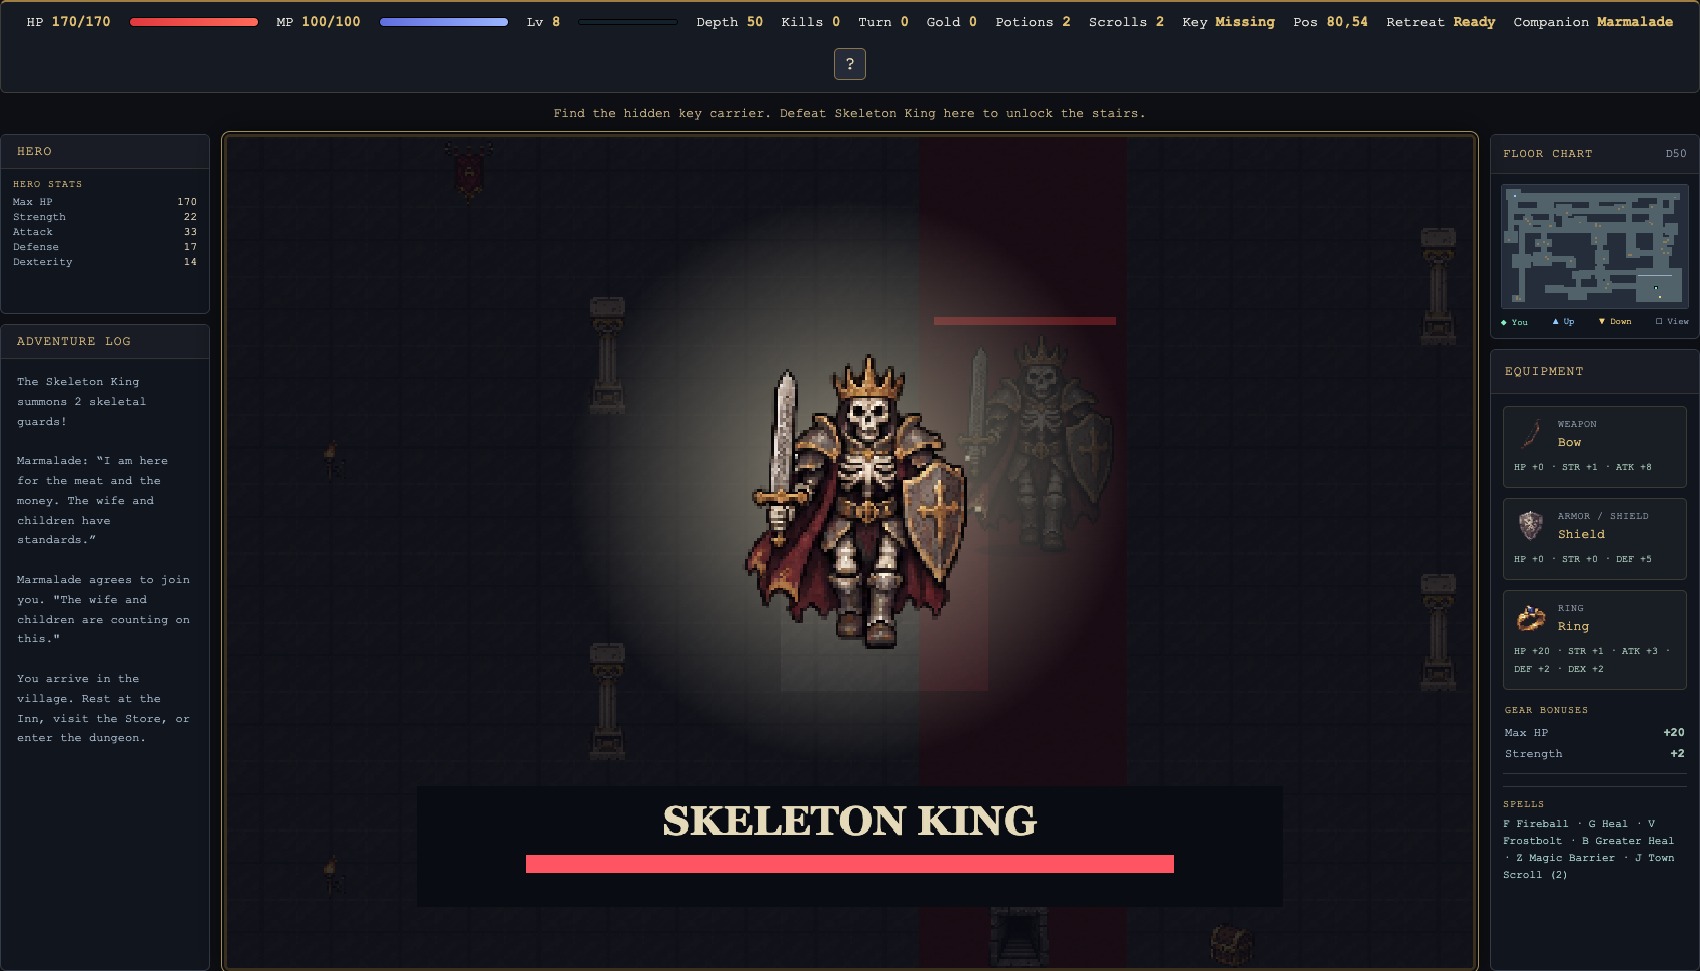 HP 170/170 MP 100/100 Lv 8 Depth 50 Kills 0 Turn 0 Gold 0 Potions 2 Scrolls 2 Key Missing Pos 80,54 Retreat Ready Companion Marmalade
?
Find the hidden key carrier. Defeat Skeleton King here to unlock the stairs.
HERO
HERO STATS
Max HP 170
Strength 22
Attack 33
Defense 17
Dexterity 14
ADVENTURE LOG
The Skeleton King
summons 2 skeletal
guards!
Marmalade: “I am here
for the meat and the
money. The wife and
children have
standards.”
Marmalade agrees to join
you. "The wife and
children are counting on
this."
You arrive in the
village. Rest at the
Inn, visit the Store, or
enter the dungeon.
SKELETON KING
FLOOR CHART D50
◆ You ▲ Up ▼ Down □ View
EQUIPMENT
WEAPON
Bow
HP +0 · STR +1 · ATK +8
ARMOR / SHIELD
Shield
HP +0 · STR +0 · DEF +5
RING
Ring
HP +20 · STR +1 · ATK +3 ·
DEF +2 · DEX +2
GEAR BONUSES
Max HP +20
Strength +2
SPELLS
F Fireball · G Heal · V
Frostbolt · B Greater Heal
· Z Magic Barrier · J Town
Scroll (2)